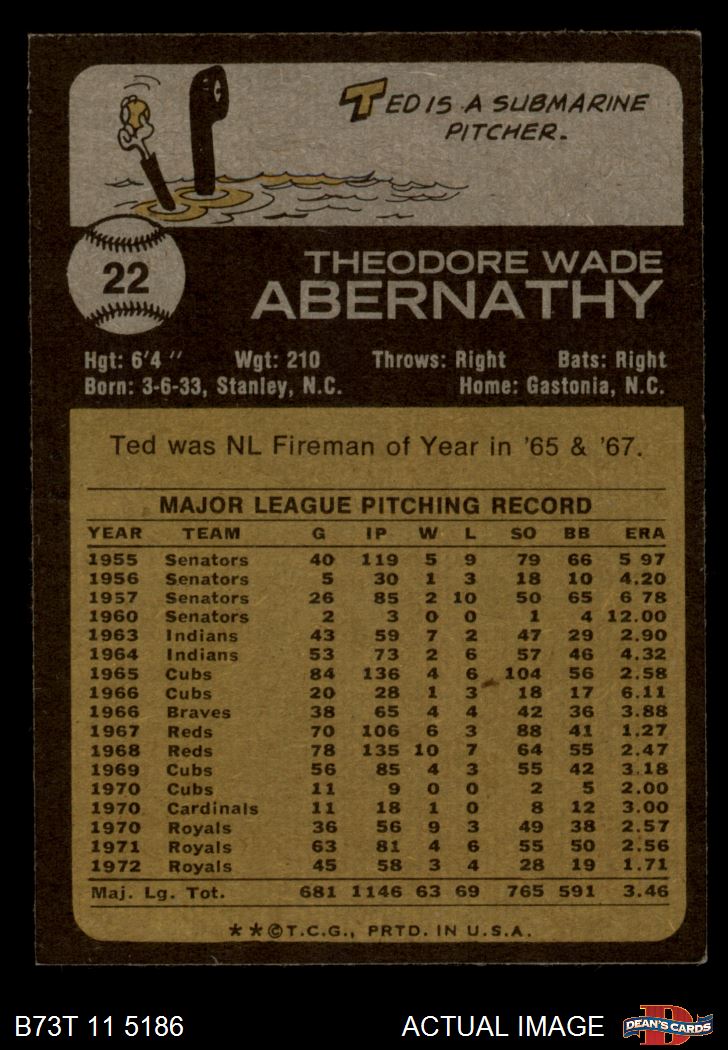 TED IS A SUBMARINE
PITCHER.
22
THEODORE WADE
ABERNATHY
Hgt: 6'4 " Wgt: 210 Throws: Right Bats: Right
Born: 3-6-33, Stanley, N.C. Home: Gastonia, N.C.
Ted was NL Fireman of Year in '65 & '67.
MAJOR LEAGUE PITCHING RECORD
YEAR TEAM G IP W L SO BB ERA
1955 Senators 40 119 5 9 79 66 5 97
1956 Senators 5 30 1 3 18 10 4.20
1957 Senators 26 85 2 10 50 65 6 78
1960 Senators 2 3 0 0 1 4 12.00
1963 Indians 43 59 7 2 47 29 2.90
1964 Indians 53 73 2 6 57 46 4.32
1965 Cubs 84 136 4 6 104 56 2.58
1966 Cubs 20 28 1 3 18 17 6.11
1966 Braves 38 65 4 4 42 36 3.88
1967 Reds 70 106 6 3 88 41 1.27
1968 Reds 78 135 10 7 64 55 2.47
1969 Cubs 56 85 4 3 55 42 3.18
1970 Cubs 11 9 0 0 2 5 2.00
1970 Cardinals 11 18 1 0 8 12 3.00
1970 Royals 36 56 9 3 49 38 2.57
1971 Royals 63 81 4 6 55 50 2.56
1972 Royals 45 58 3 4 28 19 1.71
Maj. Lg. Tot. 681 1146 63 69 765 591 3.46
**©T.C.G., PRTD. IN U.S.A.
B73T 11 5186 ACTUAL IMAGE
D
DEAN'S CARDS